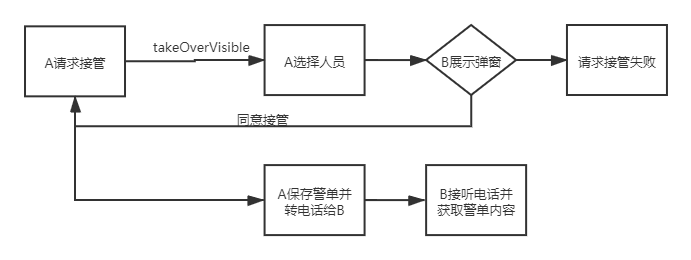 takeOverVisible
A请求接管
A选择人员
B展示弹窗
请求接管失败
同意接管
A保存警单并
转电话给B
B接听电话并
获取警单内容